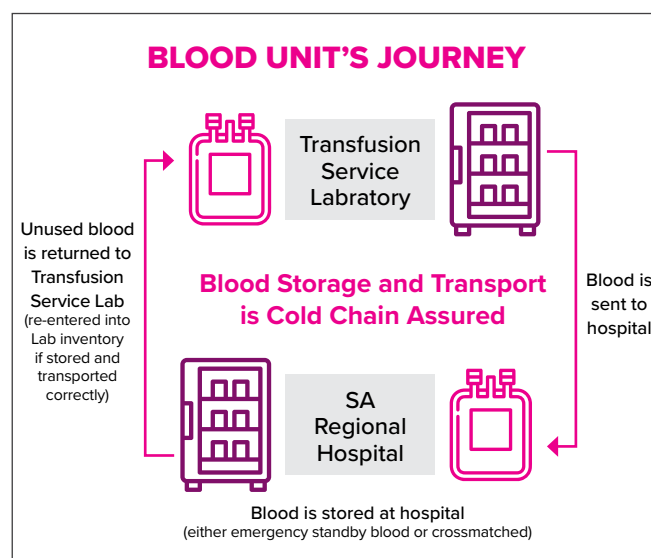 BLOOD UNIT'S JOURNEY
Transfusion
Service
Labratory
Unused blood
is returned to
Transfusion
Service Lab
(re-entered into
Lab inventory
if stored and
transported
correctly)
Blood Storage and Transport
is Cold Chain Assured
Blood is
sent to
hospital
SA
Regional
Hospital
Blood is stored at hospital
(either emergency standby blood or crossmatched)